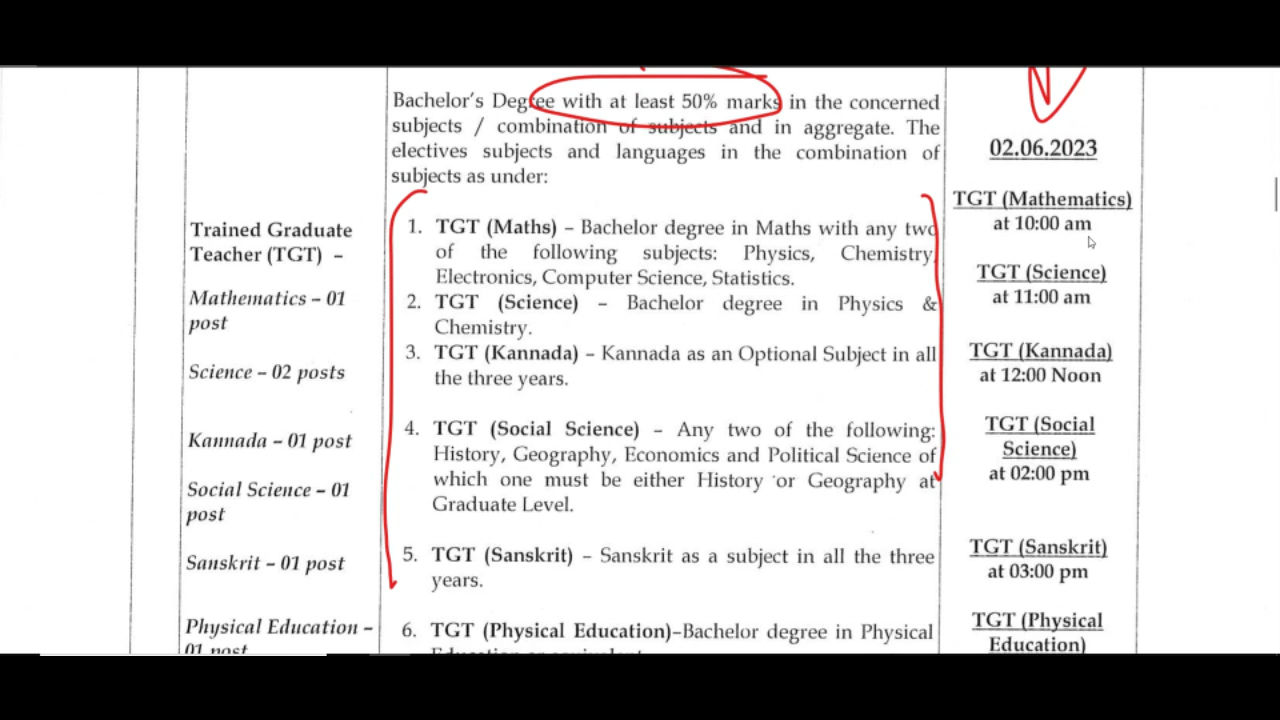 Bachelor's Degree with at least 50% marks in the concerned
subjects / combination of subjects and in aggregate. The
electives subjects and languages in the combination of
subjects as under:
Trained Graduate
Teacher (TGT) –
Mathematics – 01
post
Science – 02 posts
Kannada – 01 post
Social Science – 01
post
Sanskrit – 01 post
Physical Education –
01 post
1. TGT (Maths) – Bachelor degree in Maths with any two
of the following subjects: Physics, Chemistry,
Electronics, Computer Science, Statistics.
2. TGT (Science) – Bachelor degree in Physics &
Chemistry.
3. TGT (Kannada) – Kannada as an Optional Subject in all
the three years.
4. TGT (Social Science) – Any two of the following:
History, Geography, Economics and Political Science of
which one must be either History or Geography at
Graduate Level.
5. TGT (Sanskrit) – Sanskrit as a subject in all the three
years.
6. TGT (Physical Education)–Bachelor degree in Physical
Education or equivalent
02.06.2023
TGT (Mathematics)
at 10:00 am
TGT (Science)
at 11:00 am
TGT (Kannada)
at 12:00 Noon
TGT (Social
Science)
at 02:00 pm
TGT (Sanskrit)
at 03:00 pm
TGT (Physical
Education)